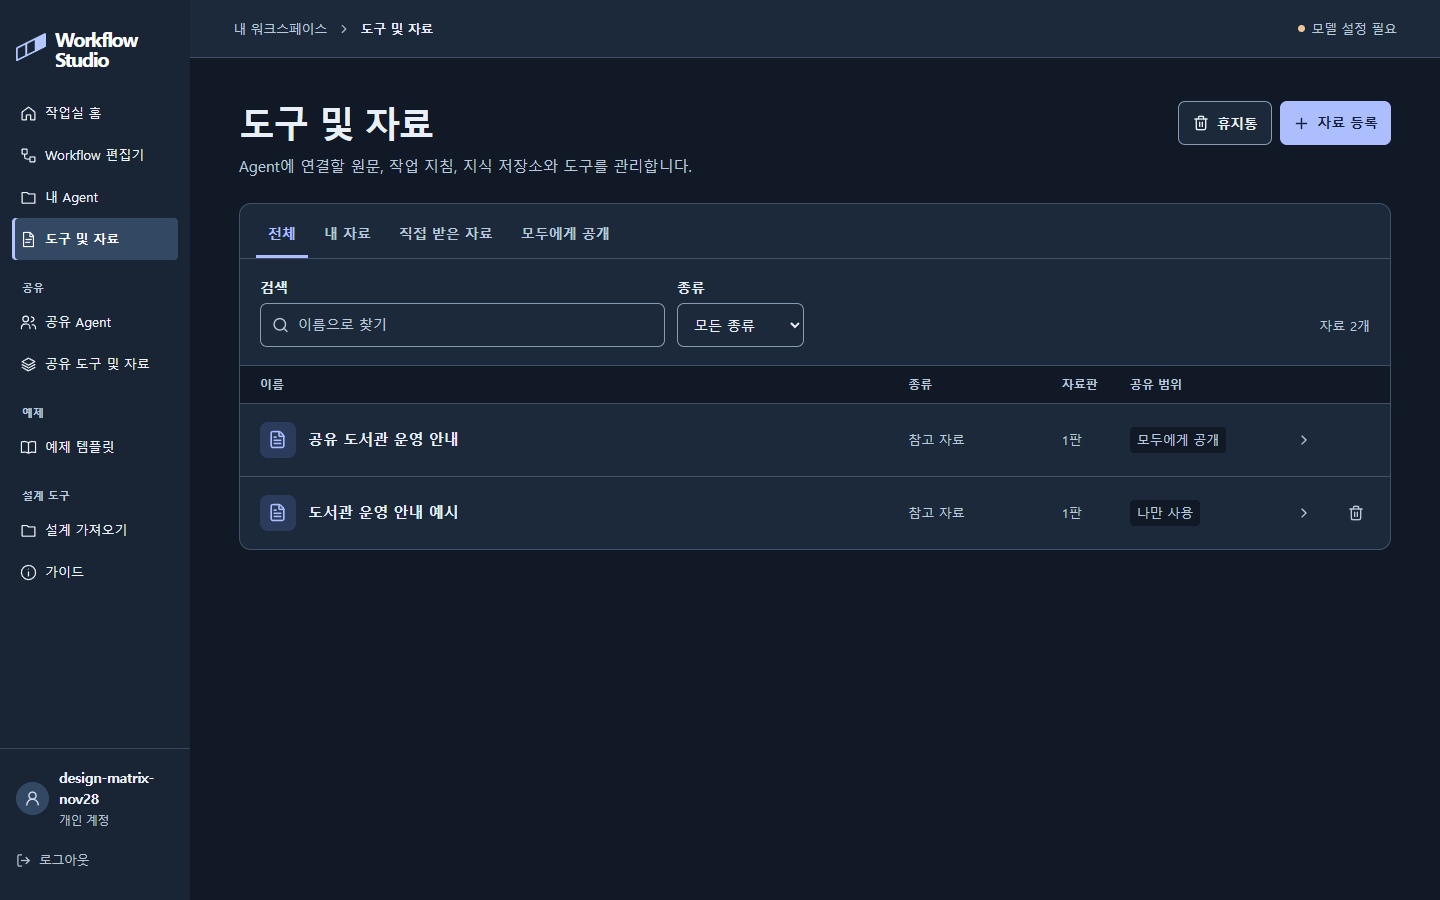 Workflow
Studio
작업실 홈
Workflow 편집기
내 Agent
도구 및 자료
공유
공유 Agent
공유 도구 및 자료
예제
예제 템플릿
설계 도구
설계 가져오기
가이드
design-matrix-
nov28
개인 계정
로그아웃
내 워크스페이스 > 도구 및 자료
모델 설정 필요
도구 및 자료
Agent에 연결할 원문, 작업 지침, 지식 저장소와 도구를 관리합니다.
휴지통
자료 등록
전체 내 자료 직접 받은 자료 모두에게 공개
검색 종류
이름으로 찾기 모든 종류 자료 2개
이름 종류 자료판 공유 범위
공유 도서관 운영 안내 참고 자료 1판 모두에게 공개
도서관 운영 안내 예시 참고 자료 1판 나만 사용